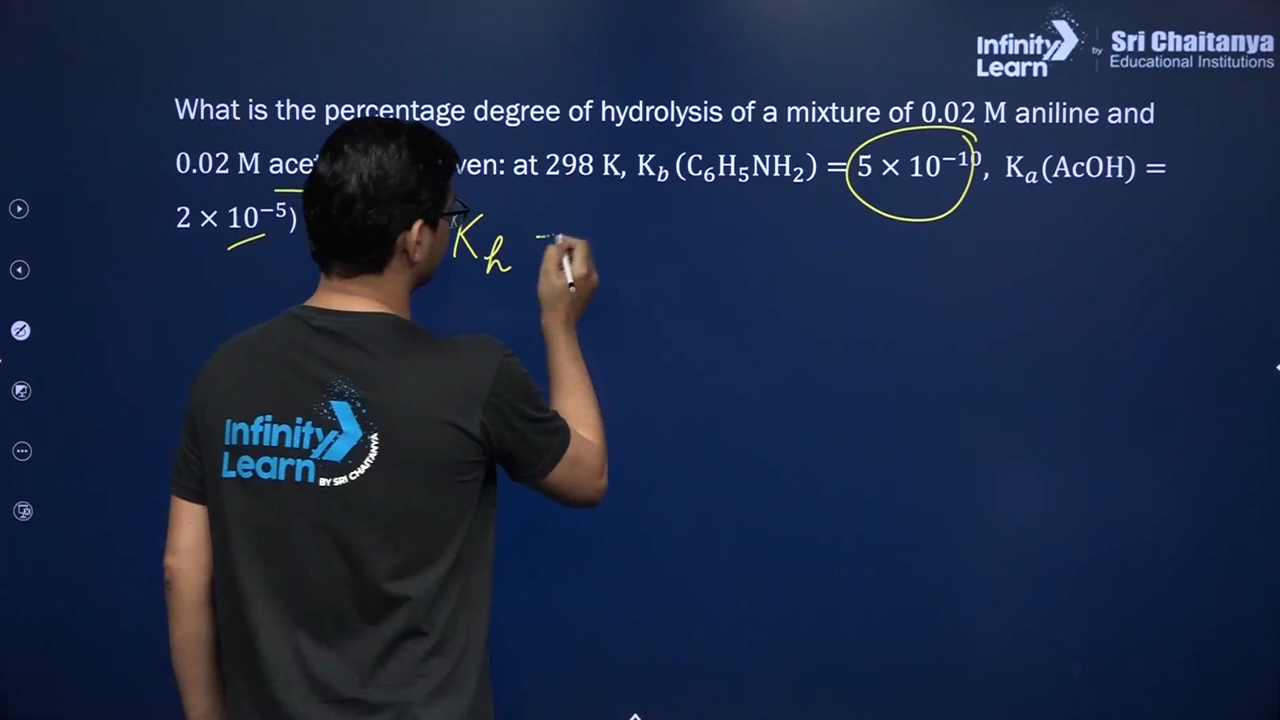 Infinity Learn by Sri Chaitanya Educational Institutions
What is the percentage degree of hydrolysis of a mixture of 0.02 M aniline and
0.02 M at 298 K, K_b (C₆H₅NH₂) = 5 × 10⁻¹⁰, K_a (AcOH) =
2 × 10⁻⁵)
K_h
Infinity Learn
BY SRI CHAITANYA